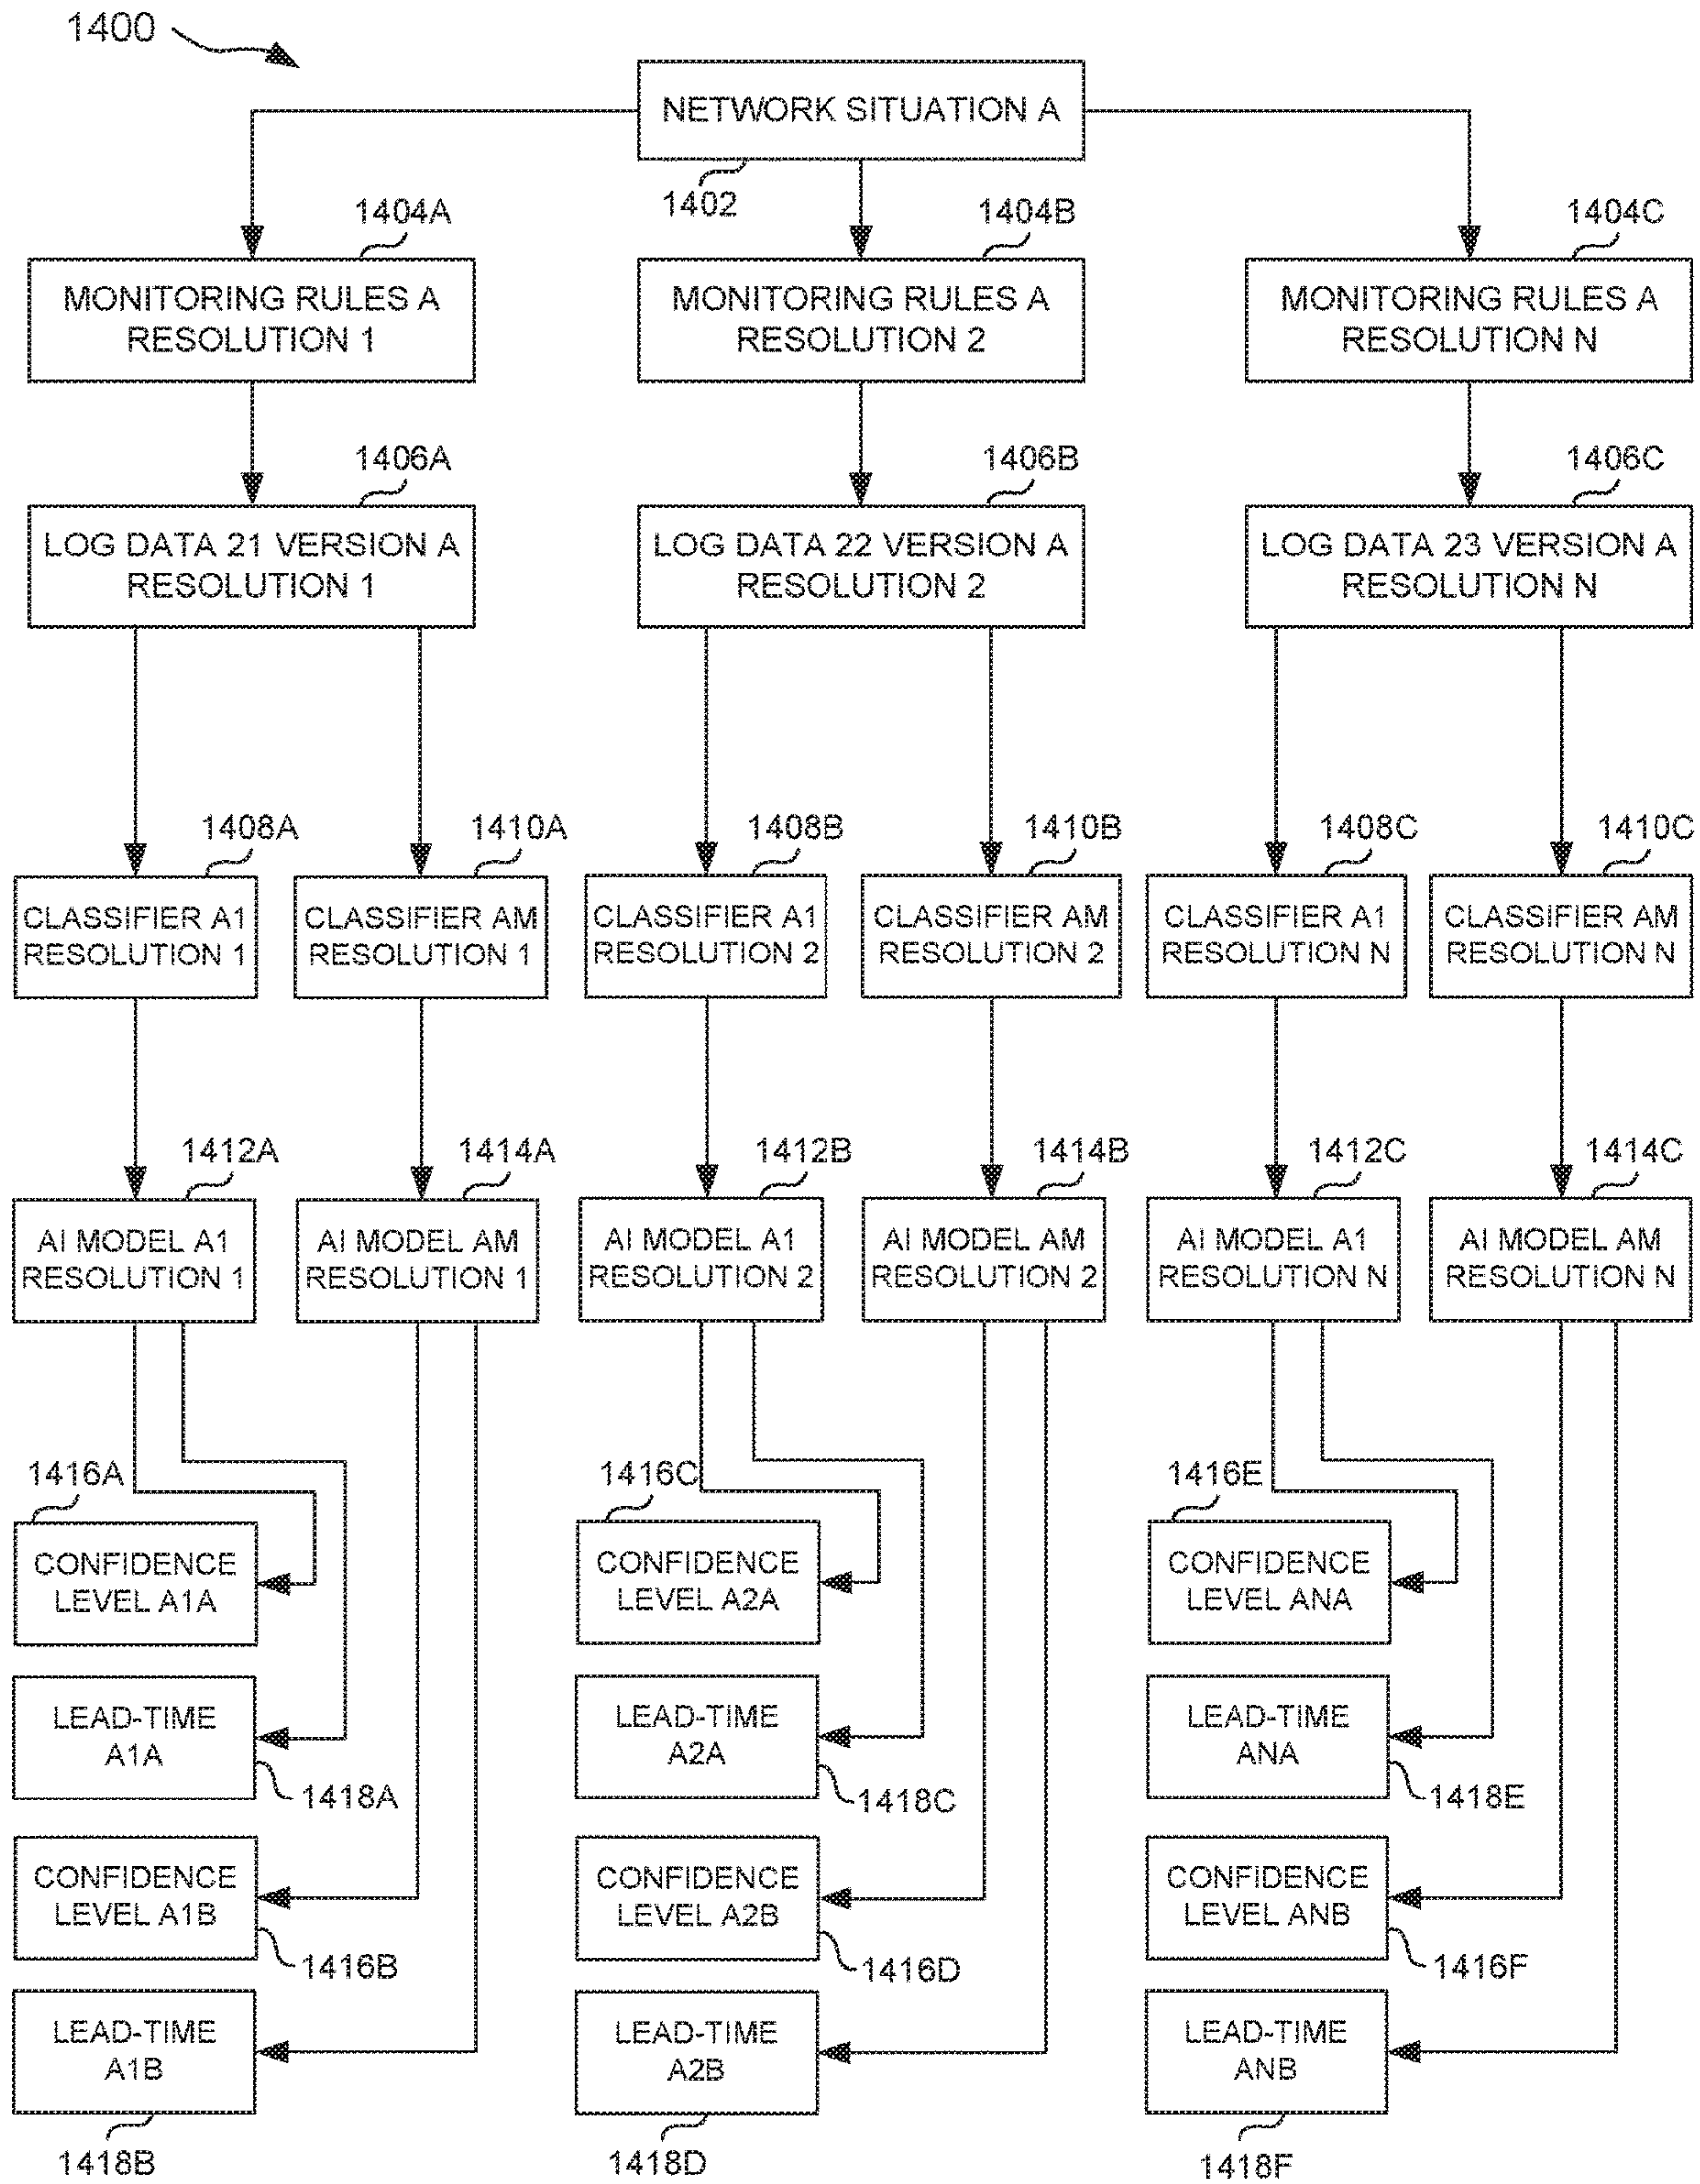 1400
NETWORK SITUATION A
1402
1404A
1404B
1404C
MONITORING RULES A
RESOLUTION 1
MONITORING RULES A
RESOLUTION 2
MONITORING RULES A
RESOLUTION N
1406A
1406B
1406C
LOG DATA 21 VERSION A
RESOLUTION 1
LOG DATA 22 VERSION A
RESOLUTION 2
LOG DATA 23 VERSION A
RESOLUTION N
1408A
1410A
1408B
1410B
1408C
1410C
CLASSIFIER A1
RESOLUTION 1
CLASSIFIER AM
RESOLUTION 1
CLASSIFIER A1
RESOLUTION 2
CLASSIFIER AM
RESOLUTION 2
CLASSIFIER A1
RESOLUTION N
CLASSIFIER AM
RESOLUTION N
1412A
1414A
1412B
1414B
1412C
1414C
AI MODEL A1
RESOLUTION 1
AI MODEL AM
RESOLUTION 1
AI MODEL A1
RESOLUTION 2
AI MODEL AM
RESOLUTION 2
AI MODEL A1
RESOLUTION N
AI MODEL AM
RESOLUTION N
1416A
1416C
1416E
CONFIDENCE
LEVEL A1A
CONFIDENCE
LEVEL A2A
CONFIDENCE
LEVEL ANA
LEAD-TIME
A1A
LEAD-TIME
A2A
LEAD-TIME
ANA
1418A
1418C
1418E
CONFIDENCE
LEVEL A1B
CONFIDENCE
LEVEL A2B
CONFIDENCE
LEVEL ANB
1416B
1416D
1416F
LEAD-TIME
A1B
LEAD-TIME
A2B
LEAD-TIME
ANB
1418B
1418D
1418F